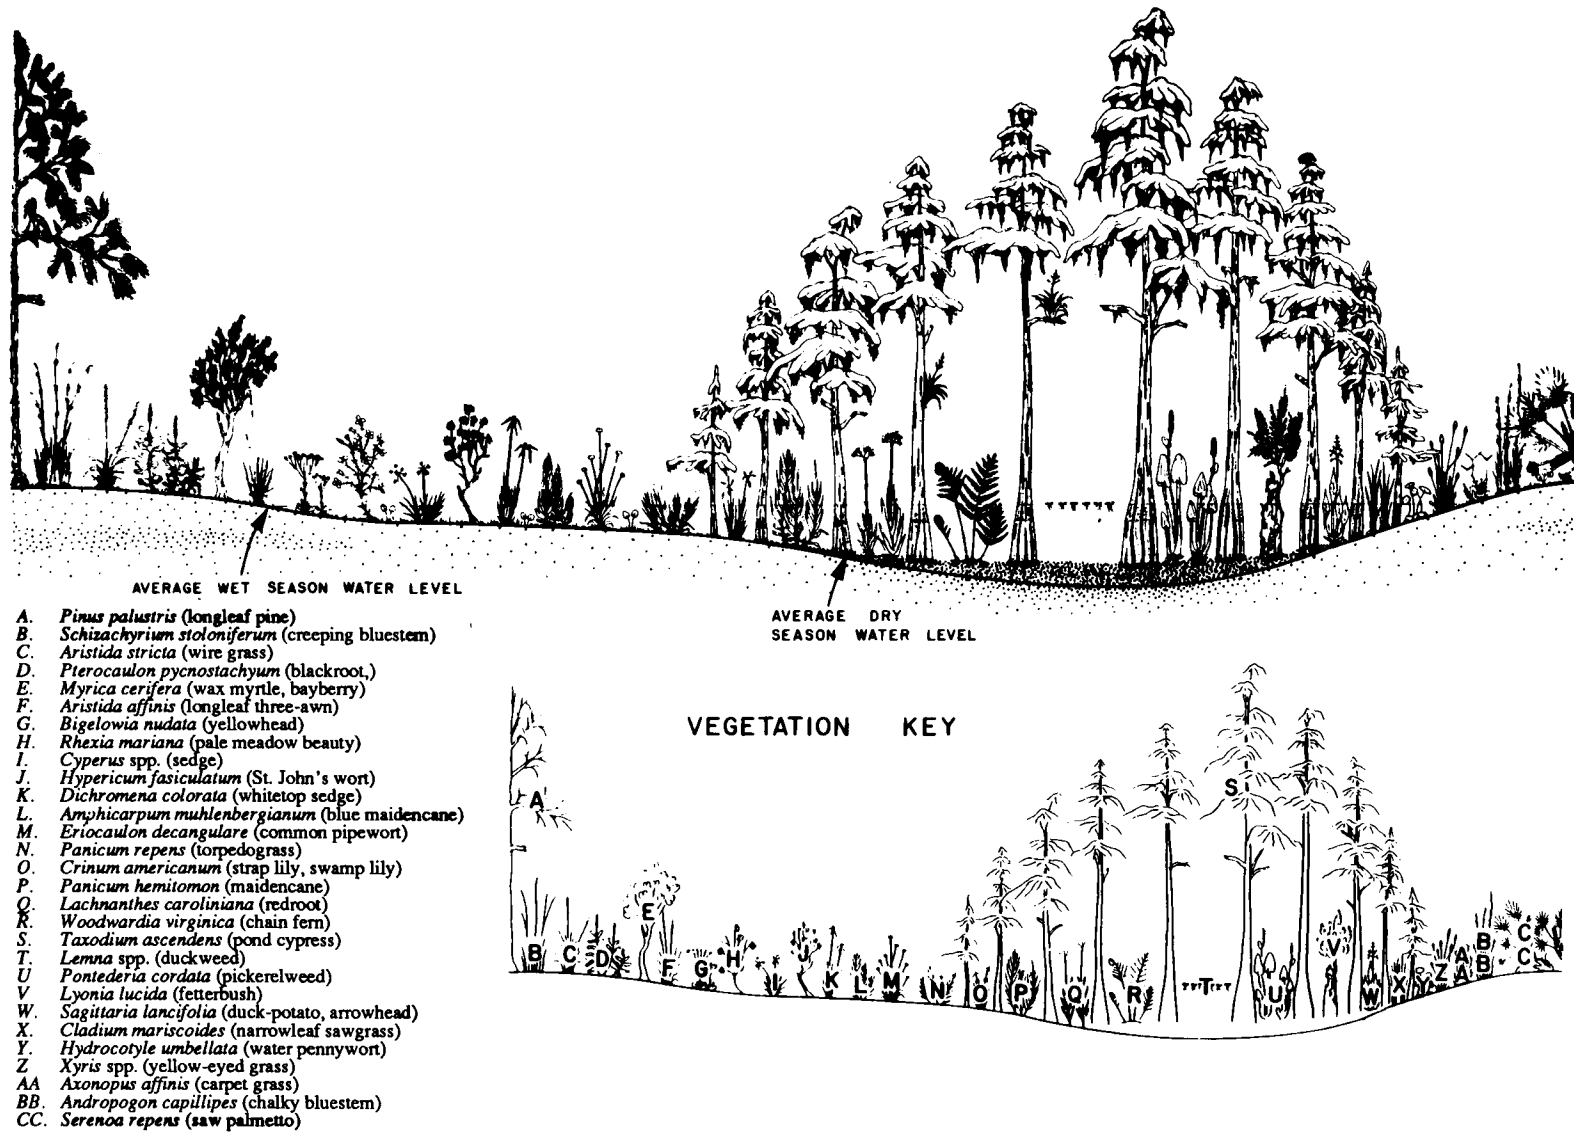 AVERAGE WET SEASON WATER LEVEL
AVERAGE DRY
SEASON WATER LEVEL
A. Pinus palustris (longleaf pine)
B. Schizachyrium stoloniferum (creeping bluestem)
C. Aristida stricta (wire grass)
D. Pterocaulon pycnostachyum (blackroot,)
E. Myrica cerifera (wax myrtle, bayberry)
F. Aristida affinis (longleaf three-awn)
G. Bigelowia nudata (yellowhead)
H. Rhexia mariana (pale meadow beauty)
I. Cyperus spp. (sedge)
J. Hypericum fasiculatum (St. John's wort)
K. Dichromena colorata (whitetop sedge)
L. Amphicarpum muhlenbergianum (blue maidencane)
M. Eriocaulon decangulare (common pipewort)
N. Panicum repens (torpedograss)
O. Crinum americanum (strap lily, swamp lily)
P. Panicum hemitomon (maidencane)
Q. Lachnanthes caroliniana (redroot)
R. Woodwardia virginica (chain fern)
S. Taxodium ascendens (pond cypress)
T. Lemna spp. (duckweed)
U Pontederia cordata (pickerelweed)
V Lyonia lucida (fetterbush)
W. Sagittaria lancifolia (duck-potato, arrowhead)
X. Cladium mariscoides (narrowleaf sawgrass)
Y. Hydrocotyle umbellata (water pennywort)
Z Xyris spp. (yellow-eyed grass)
AA Axonopus affinis (carpet grass)
BB. Andropogon capillipes (chalky bluestem)
CC. Serenoa repens (saw palmetto)
VEGETATION KEY
A
S
E
B C D F G H I J K L M N O P Q R T U V W X Y Z
A
A
B
B
C
C